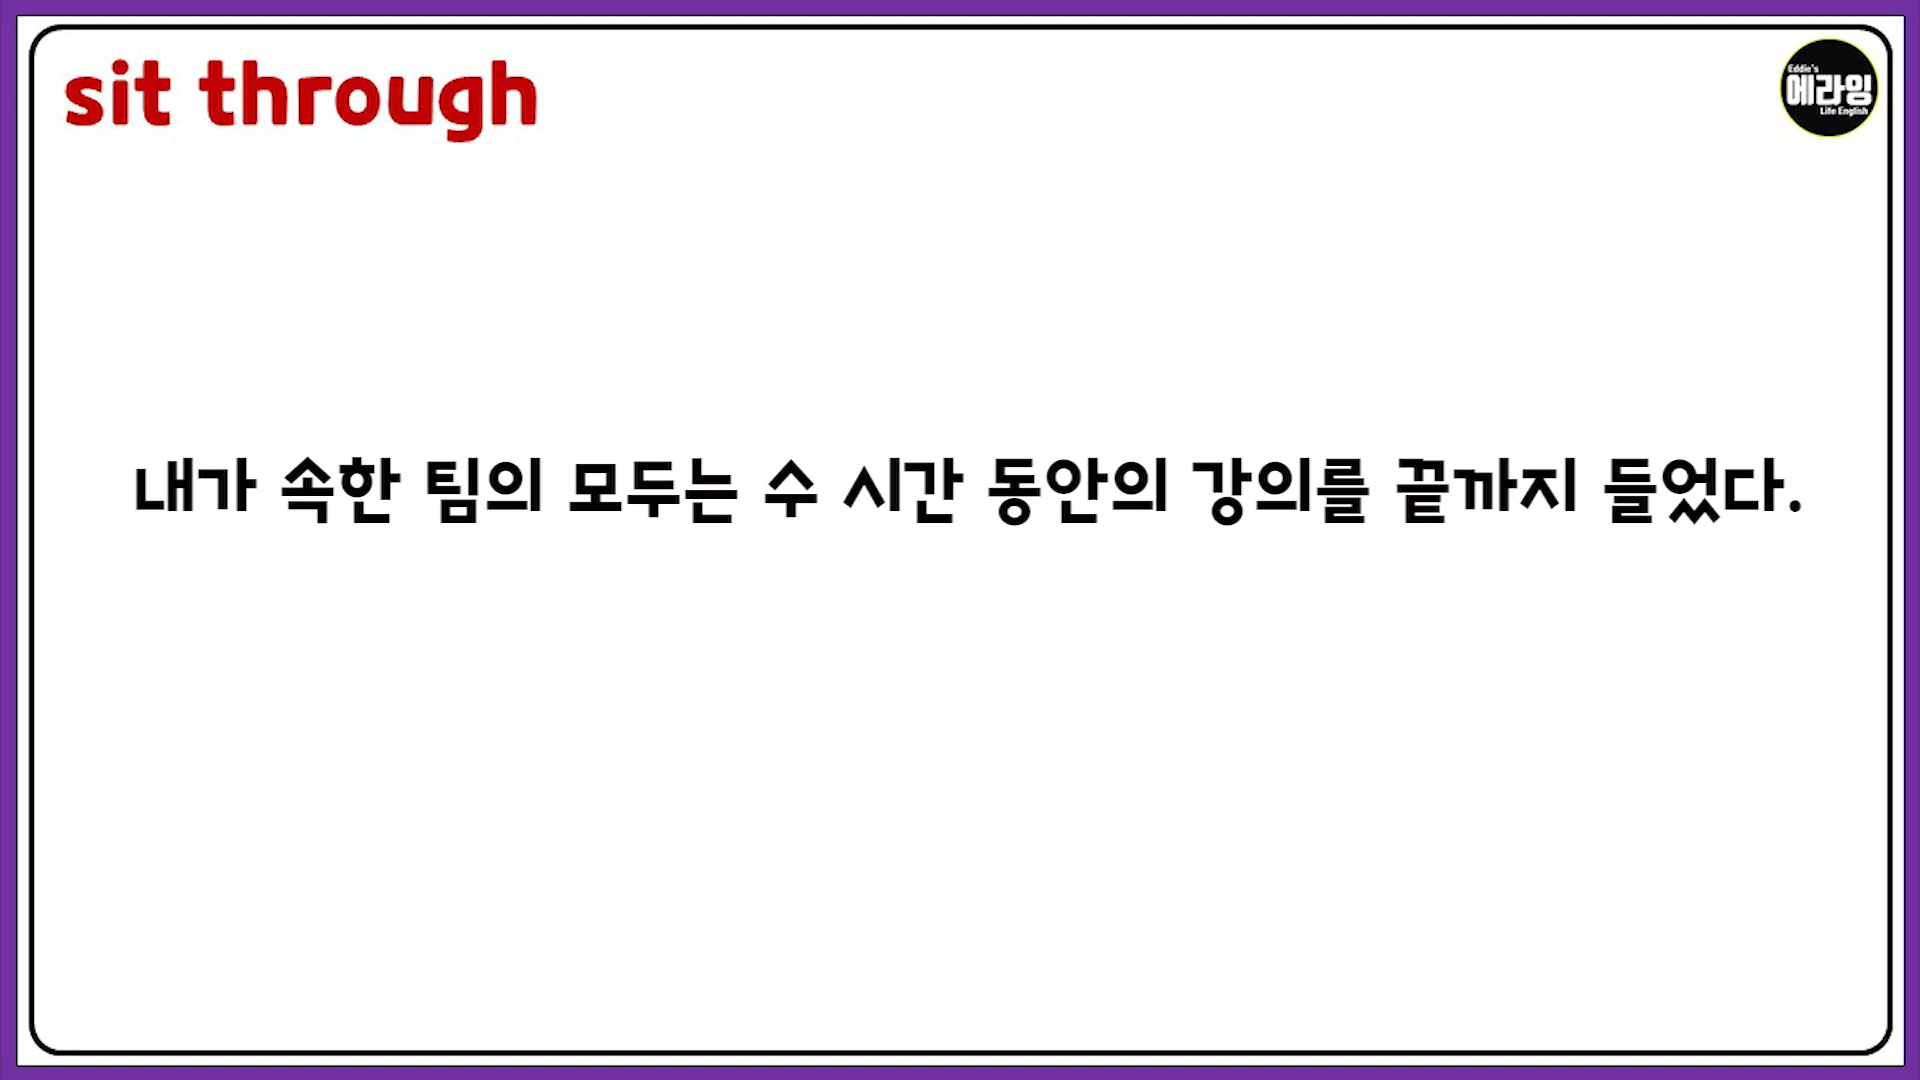 sit through
Eddie's
에라잉
Life English
내가 속한 팀의 모두는 수 시간 동안의 강의를 끝까지 들었다.